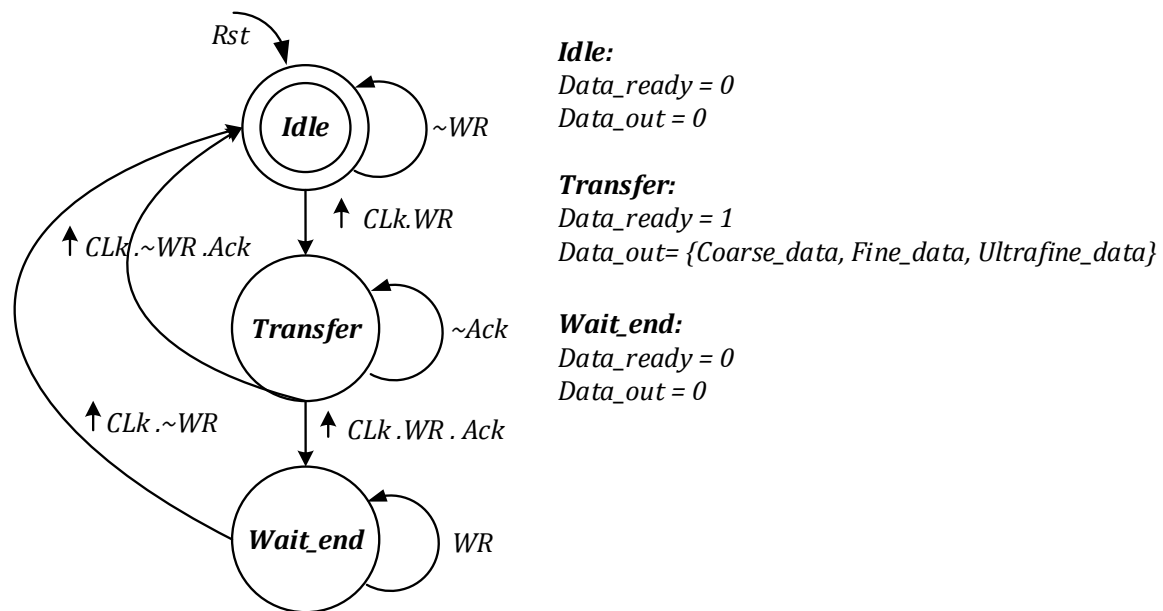 Rst
Idle
~WR
↑ CLk.WR
↑ CLk .~WR .Ack
Transfer
~Ack
↑ CLk .~WR
↑ CLk .WR . Ack
Wait_end
WR
Idle:
Data_ready = 0
Data_out = 0
Transfer:
Data_ready = 1
Data_out= {Coarse_data, Fine_data, Ultrafine_data}
Wait_end:
Data_ready = 0
Data_out = 0